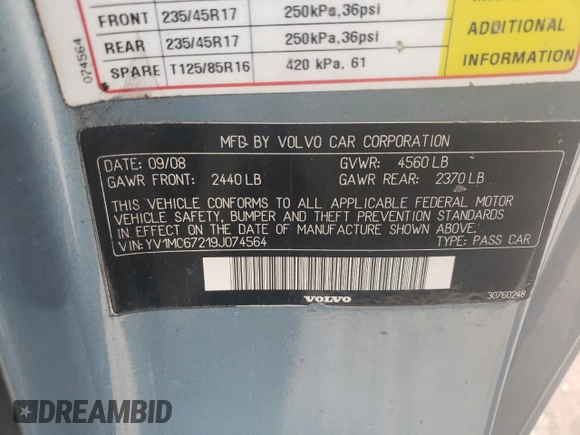 FRONT 235/45R17 250kPa,36psi
REAR 235/45R17 250kPa,36psi
SPARE T125/85R16 420 kPa, 61
ADDITIONAL
INFORMATION
074564
MFD- BY VOLVO CAR CORPORATION
DATE: 09/08 GVWR: 4560 LB
GAWR FRONT: 2440 LB GAWR REAR: 2370 LB
THIS VEHICLE CONFORMS TO ALL APPLICABLE FEDERAL MOTOR
VEHICLE SAFETY, BUMPER AND THEFT PREVENTION STANDARDS
IN EFFECT ON THE DATE OF MANUFACTURE SHOWN ABOVE.
VIN: YV1MC67219J074564 TYPE: PASS CAR
VOLVO
30760248
DREAMBID